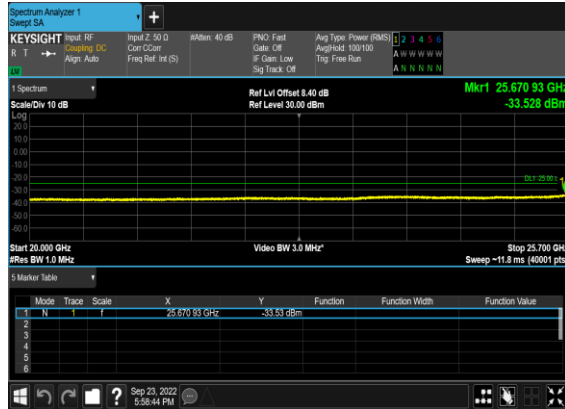 Spectrum Analyzer 1
Swept SA
+
KEYSIGHT
R T
Input: RF
Coupling: DC
Align: Auto
Input Z: 50 Ω
Corr CCorr
Freq Ref: Int (S)
#Atten: 40 dB
PNO: Fast
Gate: Off
IF Gain: Low
Sig Track: Off
Avg Type: Power (RMS)
Avg|Hold: 100/100
Trig: Free Run
1 2 3 4 5 6
A W W W W W
A N N N N N
1 Spectrum
Scale/Div 10 dB
Ref Lvl Offset 8.40 dB
Ref Level 30.00 dBm
Mkr1 25.670 93 GHz
-33.528 dBm
Log
20.0
10.0
0.00
-10.0
-20.0
-30.0
-40.0
-50.0
-60.0
Start 20.000 GHz
#Res BW 1.0 MHz
Video BW 3.0 MHz*
Stop 25.700 GH
Sweep ~11.8 ms (40001 pts
5 Marker Table
Mode Trace Scale X Y Function Function Width Function Value
1 N 1 f 25.670 93 GHz -33.53 dBm
2
3
4
5
6
?
Sep 23, 2022
5:58:44 PM